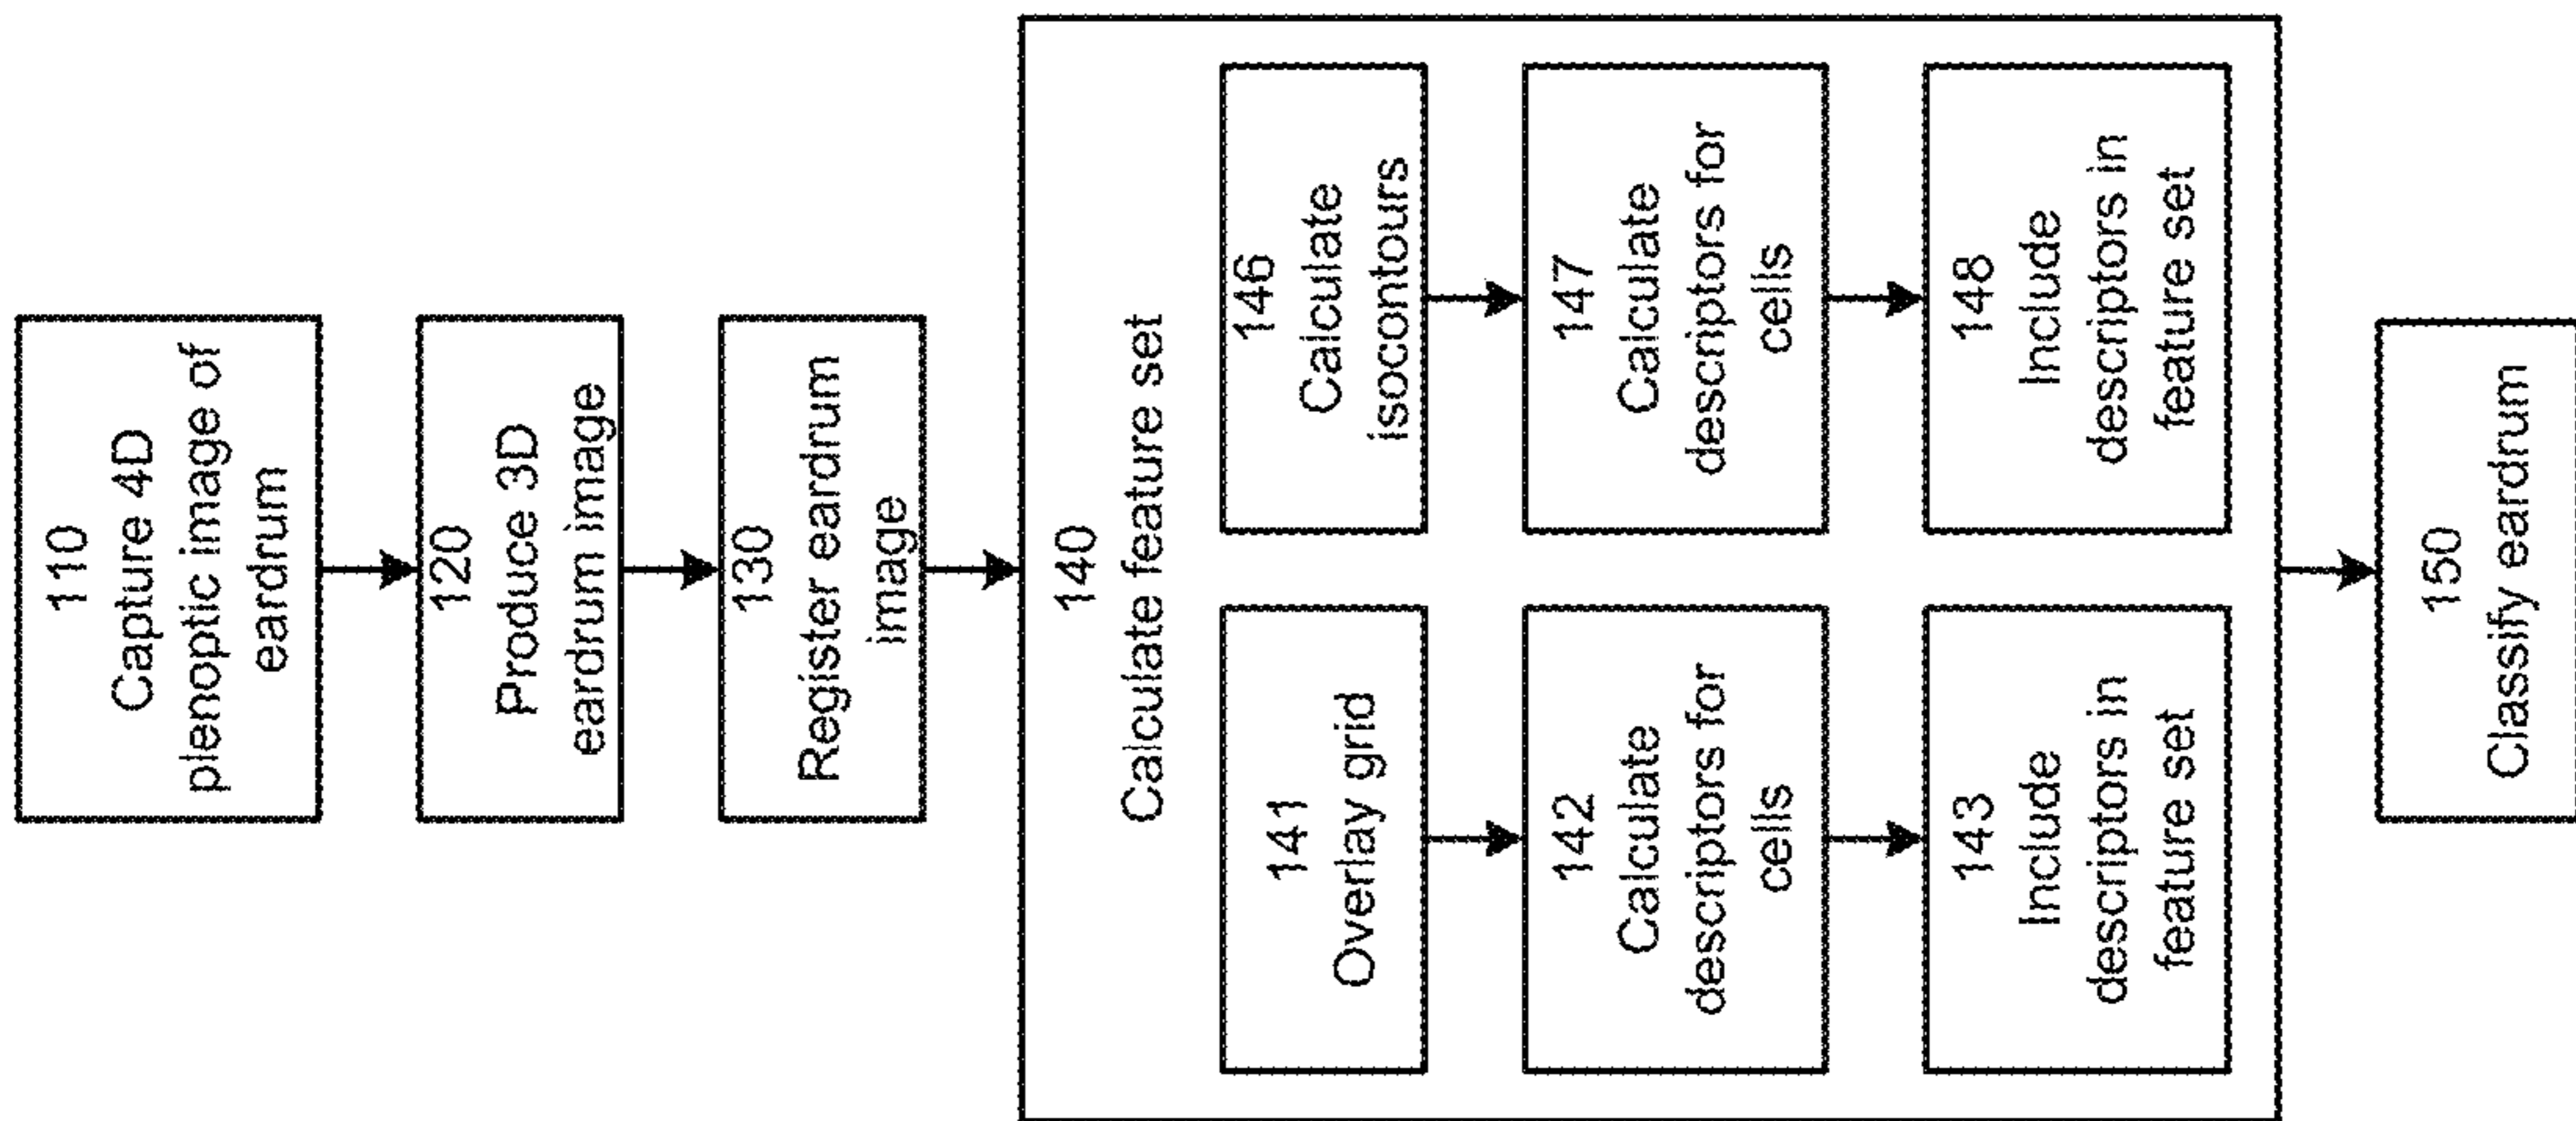 110
Capture 4D
plenoptic image of
eardrum
120
Produce 3D
eardrum image
130
Register eardrum
image
140
Calculate feature set
141
Overlay grid
142
Calculate
descriptors for
cells
143
Include
descriptors in
feature set
146
Calculate
isocontours
147
Calculate
descriptors for
cells
148
Include
descriptors in
feature set
150
Classify eardrum